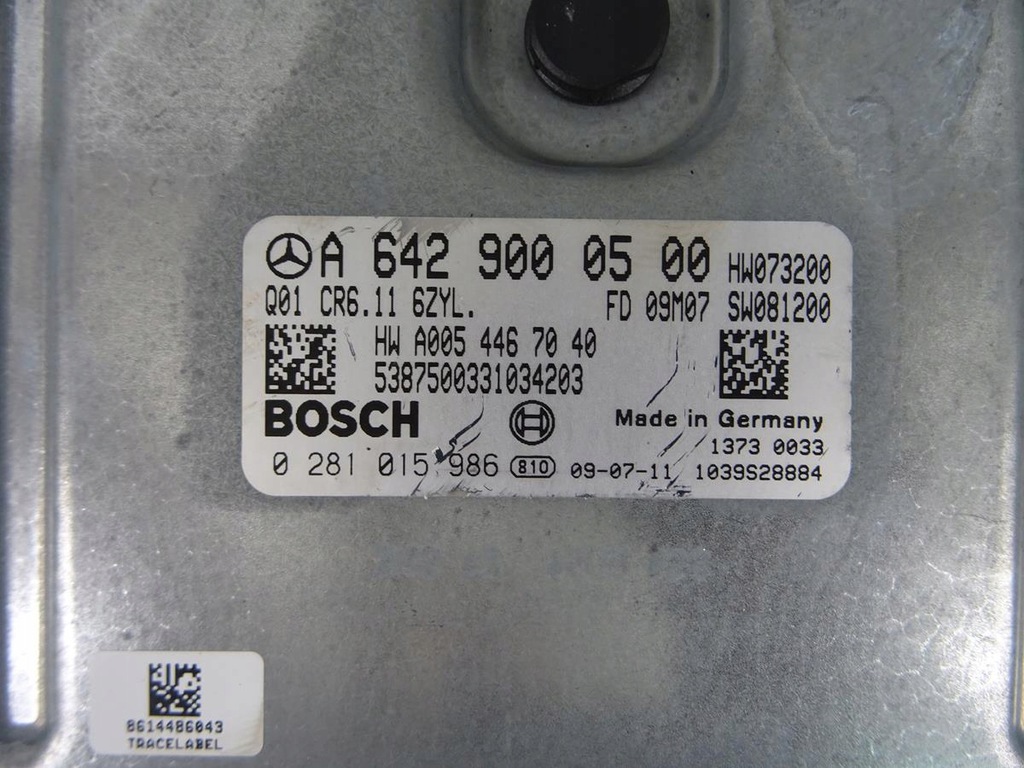 A 642 900 05 00 HW073200
Q01 CR6.11 6ZYL. FD 09M07 SW081200
HW A005 446 70 40
5387500331034203
BOSCH Made in Germany
1373 0033
0 281 015 986 810 09-07-11 1039S28884
8614486043
TRACELABEL